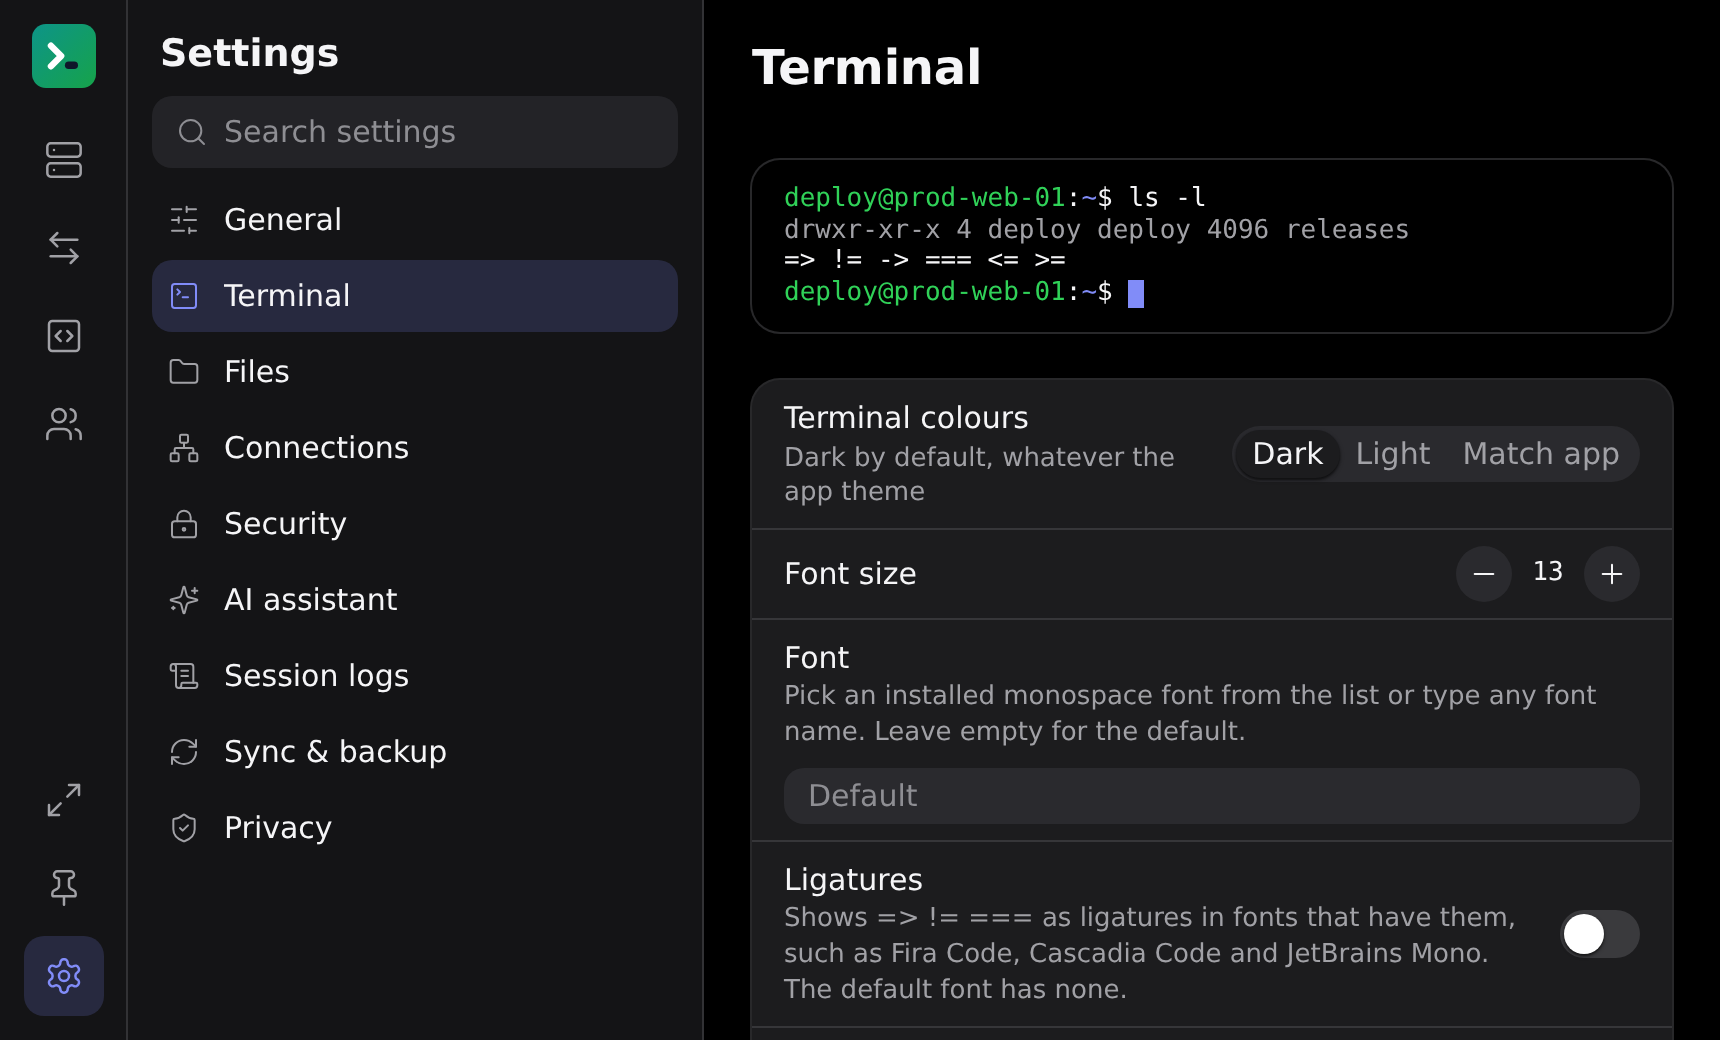 Settings
Search settings
General
Terminal
Files
Connections
Security
AI assistant
Session logs
Sync & backup
Privacy
Terminal
deploy@prod-web-01:~$ ls -l
drwxr-xr-x 4 deploy deploy 4096 releases
=> != -> === <= >=
deploy@prod-web-01:~$
Terminal colours
Dark by default, whatever the
app theme
Dark Light Match app
Font size
13
Font
Pick an installed monospace font from the list or type any font
name. Leave empty for the default.
Default
Ligatures
Shows => != === as ligatures in fonts that have them,
such as Fira Code, Cascadia Code and JetBrains Mono.
The default font has none.